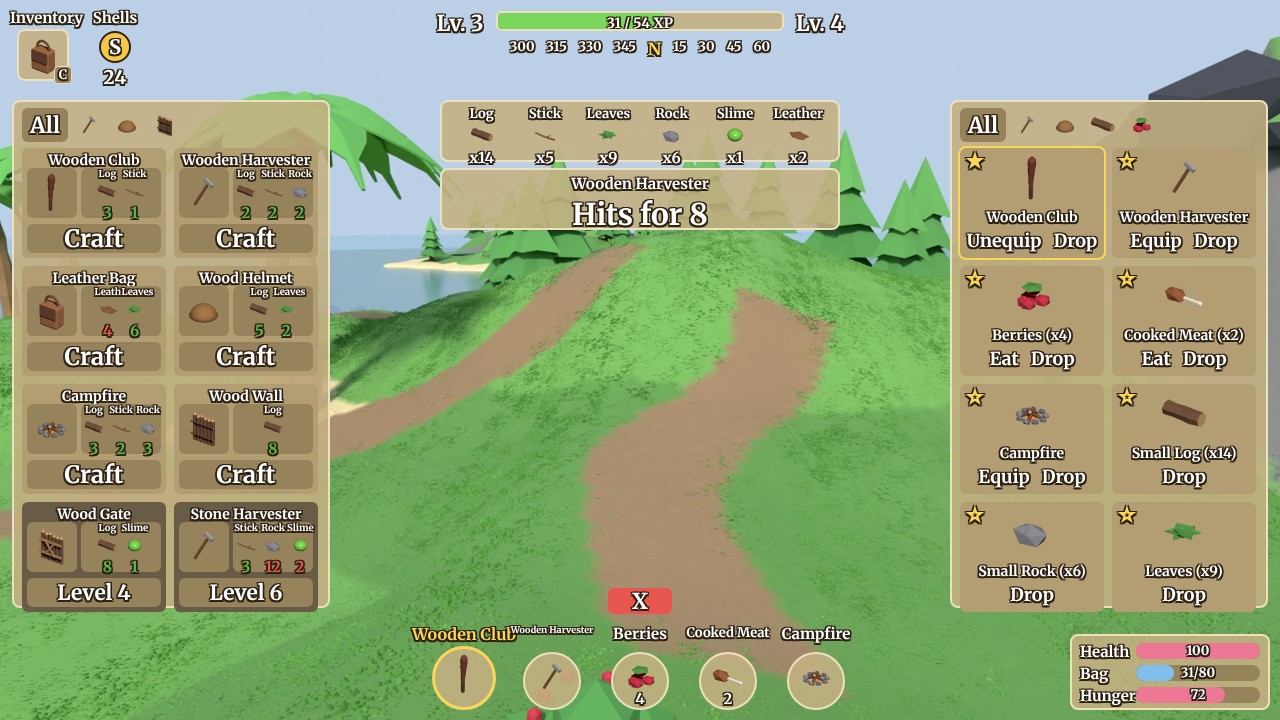 Inventory Shells
S
C
24
Lv. 3
31 / 54 XP
Lv. 4
300 315 330 345 N 15 30 45 60
All
Wooden Club
Log Stick
3 1
Craft
Wooden Harvester
Log Stick Rock
2 2 2
Craft
Leather Bag
Leath Leaves
4 6
Craft
Wood Helmet
Log Leaves
5 2
Craft
Campfire
Log Stick Rock
3 2 3
Craft
Wood Wall
Log
8
Craft
Wood Gate
Log Slime
8 1
Level 4
Stone Harvester
Stick Rock Slime
3 12 2
Level 6
Log Stick Leaves Rock Slime Leather
x14 x5 x9 x6 x1 x2
Wooden Harvester
Hits for 8
All
Wooden Club
Unequip Drop
Wooden Harvester
Equip Drop
Berries (x4)
Eat Drop
Cooked Meat (x2)
Eat Drop
Campfire
Equip Drop
Small Log (x14)
Drop
Small Rock (x6)
Drop
Leaves (x9)
Drop
X
Wooden Club Wooden Harvester Berries Cooked Meat Campfire
4 2
Health 100
Bag 31/80
Hunger 72